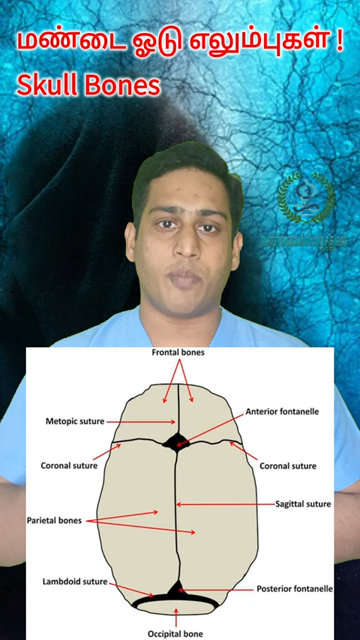 மண்டை ஓடு எலும்புகள் !
Skull Bones
Frontal bones
Metopic suture
Anterior fontanelle
Coronal suture
Coronal suture
Sagittal suture
Parietal bones
Lambdoid suture
Posterior fontanelle
Occipital bone